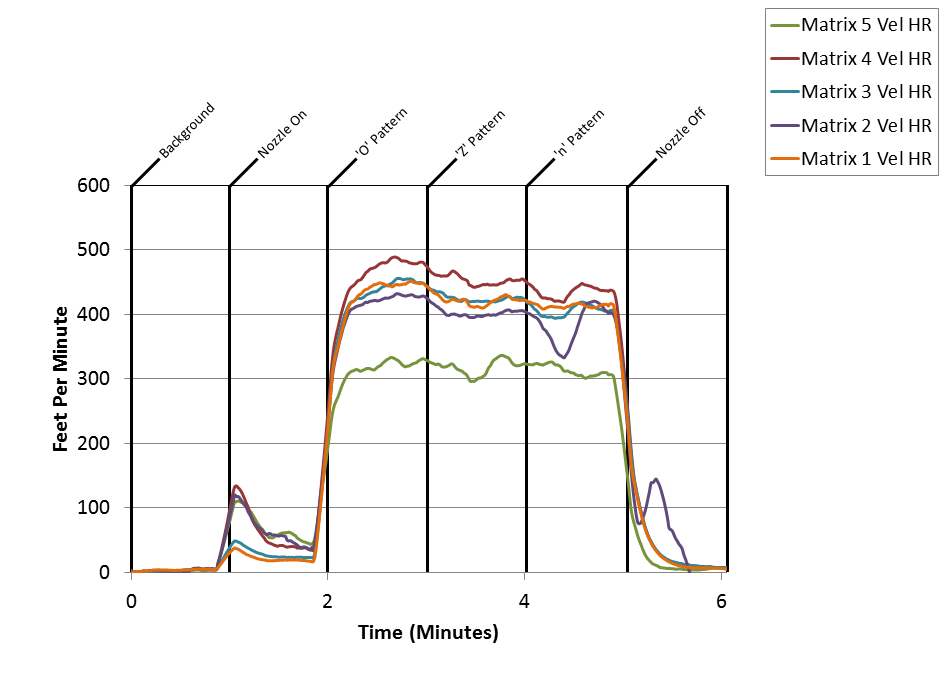 Matrix 5 Vel HR
Matrix 4 Vel HR
Matrix 3 Vel HR
Matrix 2 Vel HR
Matrix 1 Vel HR
Background
Nozzle On
'O' Pattern
'Z' Pattern
'n' Pattern
Nozzle Off
600
500
400
300
200
100
0
Feet Per Minute
0 2 4 6
Time (Minutes)